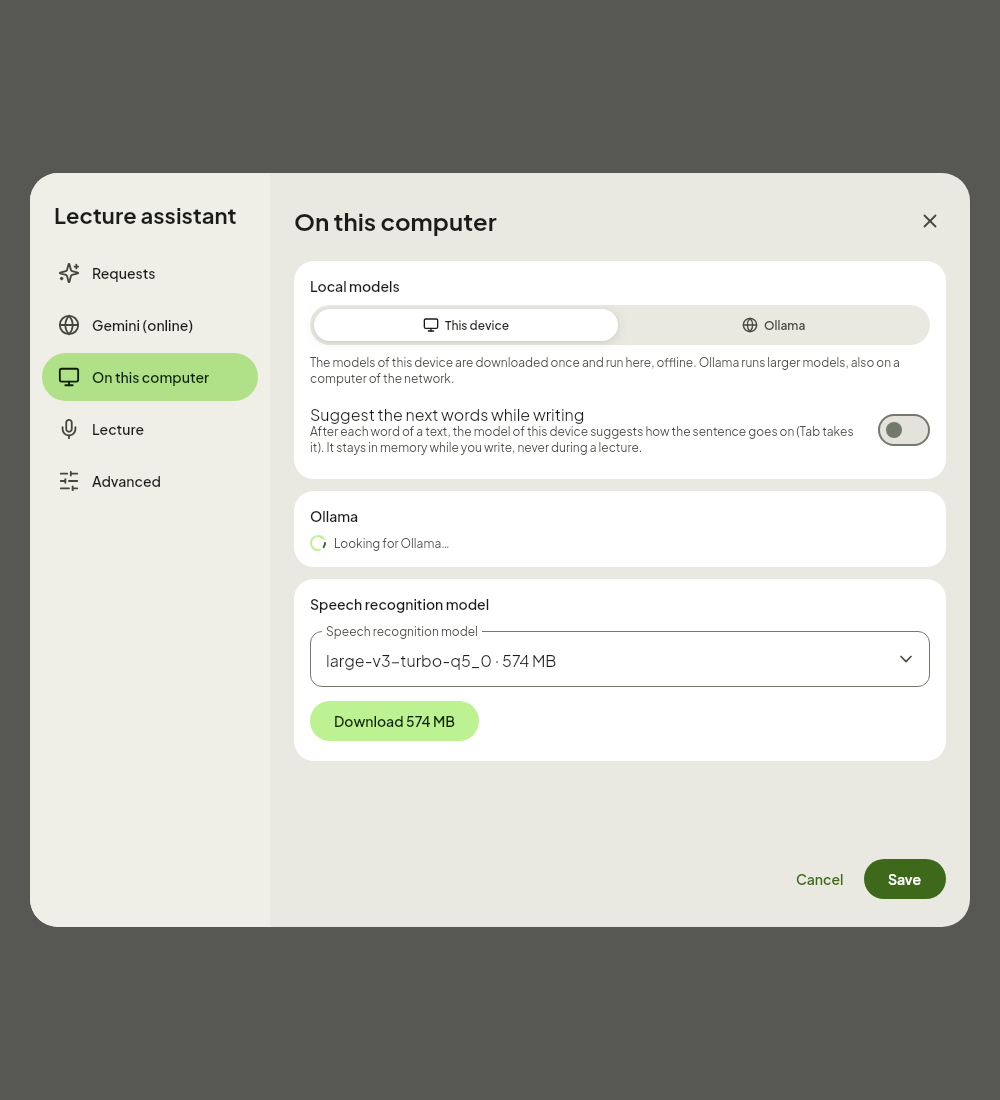 Lecture assistant
Requests
Gemini (online)
On this computer
Lecture
Advanced
On this computer
Local models
This device
Ollama
The models of this device are downloaded once and run here, offline. Ollama runs larger models, also on a
computer of the network.
Suggest the next words while writing
After each word of a text, the model of this device suggests how the sentence goes on (Tab takes
it). It stays in memory while you write, never during a lecture.
Ollama
Looking for Ollama…
Speech recognition model
Speech recognition model
large-v3-turbo-q5_0 · 574 MB
Download 574 MB
Cancel
Save